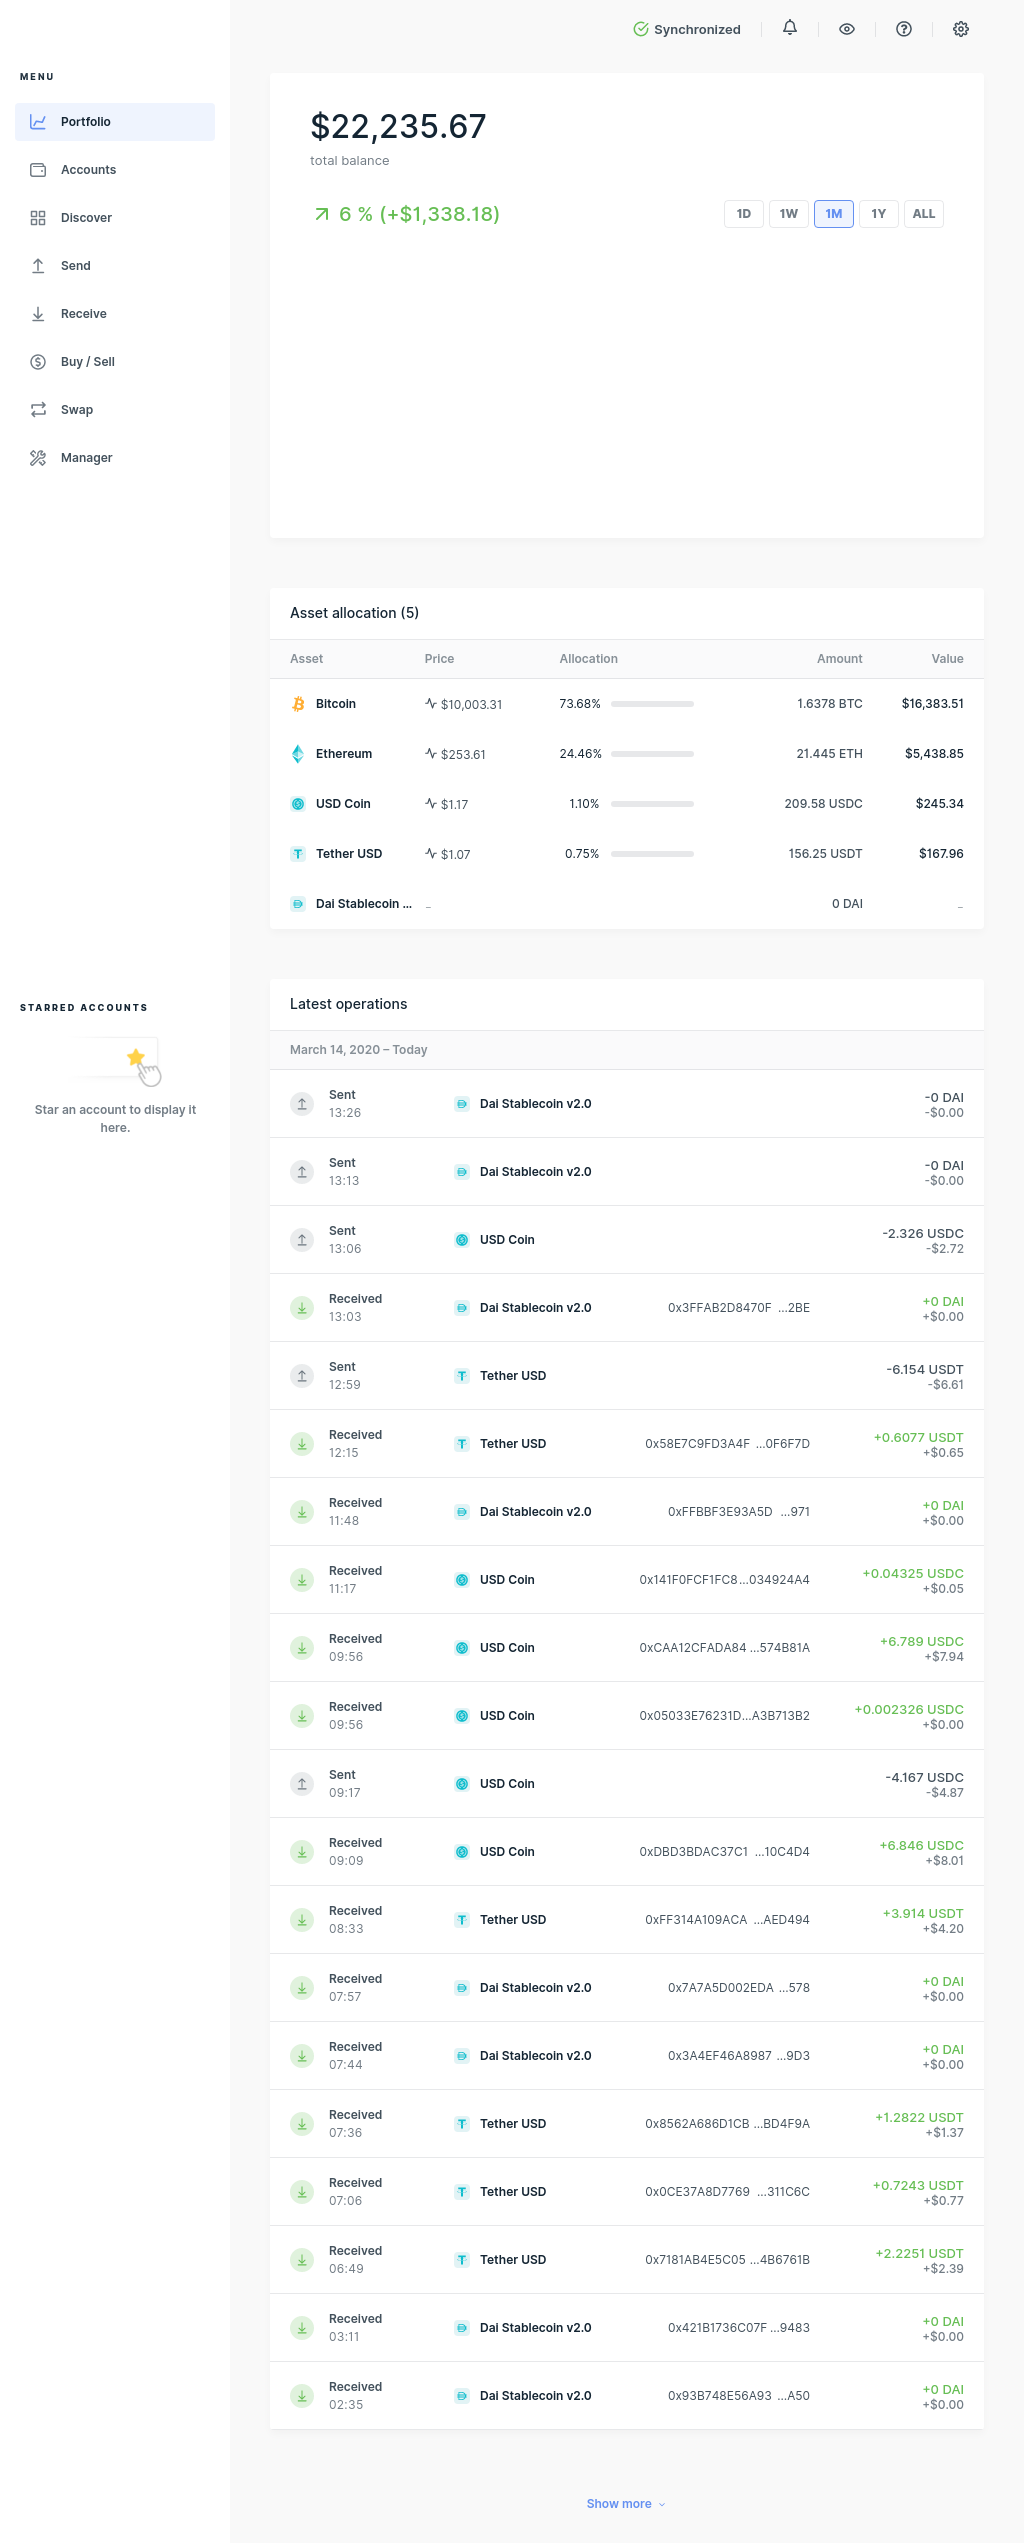 Synchronized
MENU
Portfolio
Accounts
Discover
Send
Receive
Buy / Sell
Swap
Manager
STARRED ACCOUNTS
Star an account to display it
here.
$22,235.67
total balance
6 % (+$1,338.18)
1D 1W 1M 1Y ALL
Asset allocation (5)
Asset Price Allocation Amount Value
Bitcoin $10,003.31 73.68% 1.6378 BTC $16,383.51
Ethereum $253.61 24.46% 21.445 ETH $5,438.85
USD Coin $1.17 1.10% 209.58 USDC $245.34
Tether USD $1.07 0.75% 156.25 USDT $167.96
Dai Stablecoin ... – 0 DAI –
Latest operations
March 14, 2020 – Today
Sent Dai Stablecoin v2.0 -0 DAI
13:26 -$0.00
Sent Dai Stablecoin v2.0 -0 DAI
13:13 -$0.00
Sent USD Coin -2.326 USDC
13:06 -$2.72
Received Dai Stablecoin v2.0 0x3FFAB2D8470F ...2BE +0 DAI
13:03 +$0.00
Sent Tether USD -6.154 USDT
12:59 -$6.61
Received Tether USD 0x58E7C9FD3A4F ...0F6F7D +0.6077 USDT
12:15 +$0.65
Received Dai Stablecoin v2.0 0xFFBBF3E93A5D ...971 +0 DAI
11:48 +$0.00
Received USD Coin 0x141F0FCF1FC8...034924A4 +0.04325 USDC
11:17 +$0.05
Received USD Coin 0xCAA12CFADA84 ...574B81A +6.789 USDC
09:56 +$7.94
Received USD Coin 0x05033E76231D...A3B713B2 +0.002326 USDC
09:56 +$0.00
Sent USD Coin -4.167 USDC
09:17 -$4.87
Received USD Coin 0xDBD3BDAC37C1 ...10C4D4 +6.846 USDC
09:09 +$8.01
Received Tether USD 0xFF314A109ACA ...AED494 +3.914 USDT
08:33 +$4.20
Received Dai Stablecoin v2.0 0x7A7A5D002EDA ...578 +0 DAI
07:57 +$0.00
Received Dai Stablecoin v2.0 0x3A4EF46A8987 ...9D3 +0 DAI
07:44 +$0.00
Received Tether USD 0x8562A686D1CB ...BD4F9A +1.2822 USDT
07:36 +$1.37
Received Tether USD 0x0CE37A8D7769 ...311C6C +0.7243 USDT
07:06 +$0.77
Received Tether USD 0x7181AB4E5C05 ...4B6761B +2.2251 USDT
06:49 +$2.39
Received Dai Stablecoin v2.0 0x421B1736C07F ...9483 +0 DAI
03:11 +$0.00
Received Dai Stablecoin v2.0 0x93B748E56A93 ...A50 +0 DAI
02:35 +$0.00
Show more